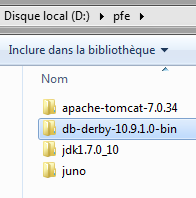 Disque local (D:) ▸ pfe ▸
Inclure dans la bibliothèque ▾
Nom
apache-tomcat-7.0.34
db-derby-10.9.1.0-bin
jdk1.7.0_10
juno